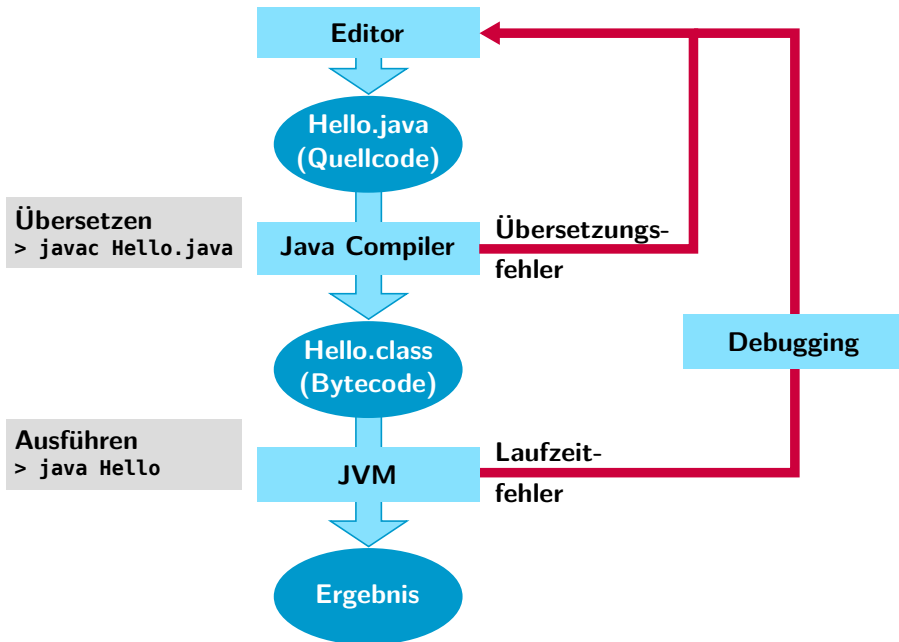 Editor
Hello.java
(Quellcode)
Übersetzen
> javac Hello.java
Java Compiler
Übersetzungs-
fehler
Hello.class
(Bytecode)
Debugging
Ausführen
> java Hello
JVM
Laufzeit-
fehler
Ergebnis